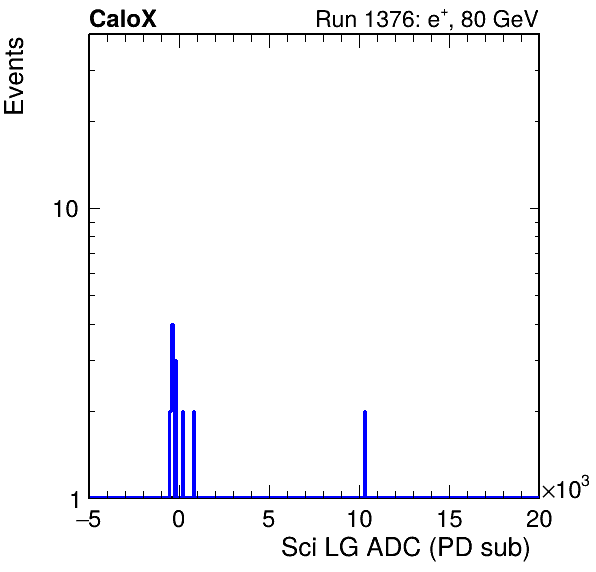 CaloX Run 1376: e⁺, 80 GeV
Events
10
1
−5 0 5 10 15 20
×10³
Sci LG ADC (PD sub)